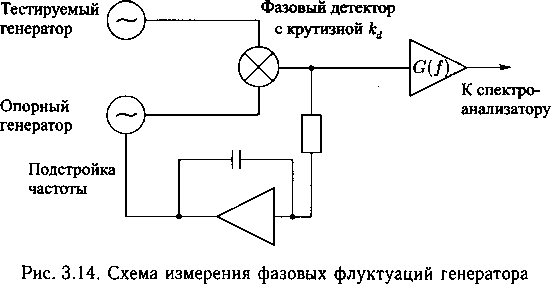 Тестируемый
генератор
Фазовый детектор
с крутизной k_d
G(f)
К спектро-
анализатору
Опорный
генератор
Подстройка
частоты
Рис. 3.14. Схема измерения фазовых флуктуаций генератора